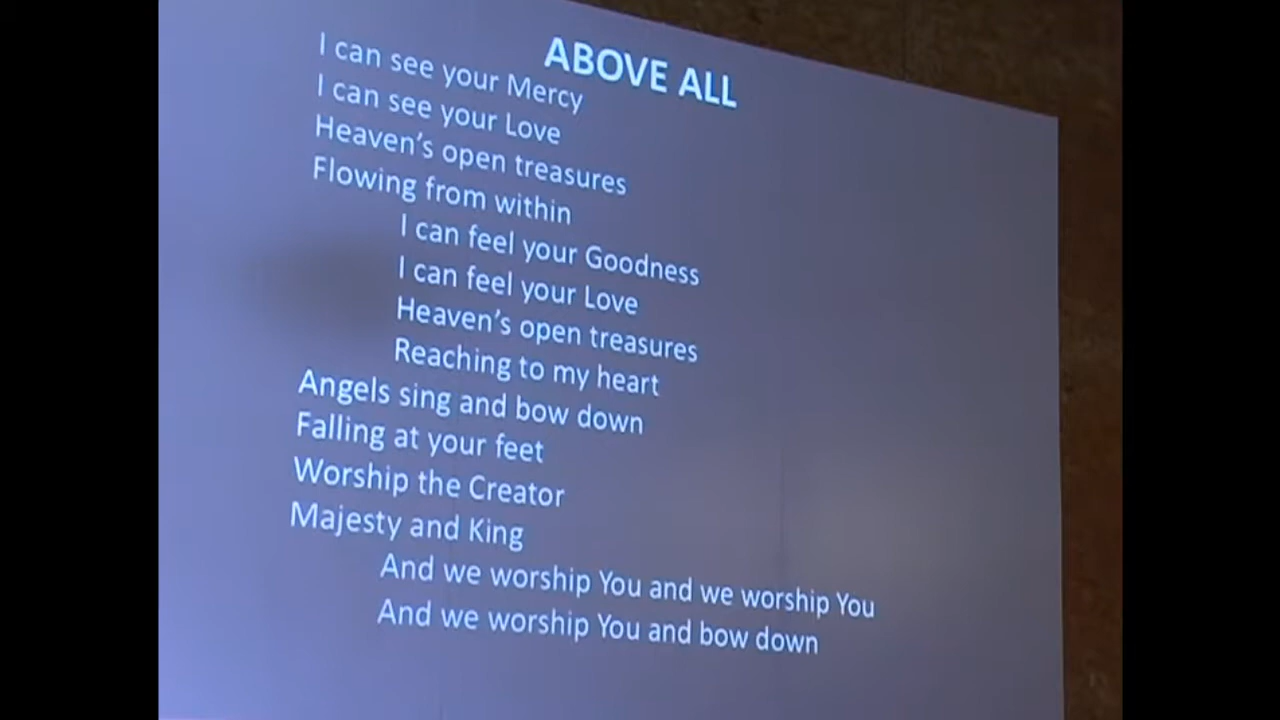 ABOVE ALL
I can see your Mercy
I can see your Love
Heaven's open treasures
Flowing from within
I can feel your Goodness
I can feel your Love
Heaven's open treasures
Reaching to my heart
Angels sing and bow down
Falling at your feet
Worship the Creator
Majesty and King
And we worship You and we worship You
And we worship You and bow down